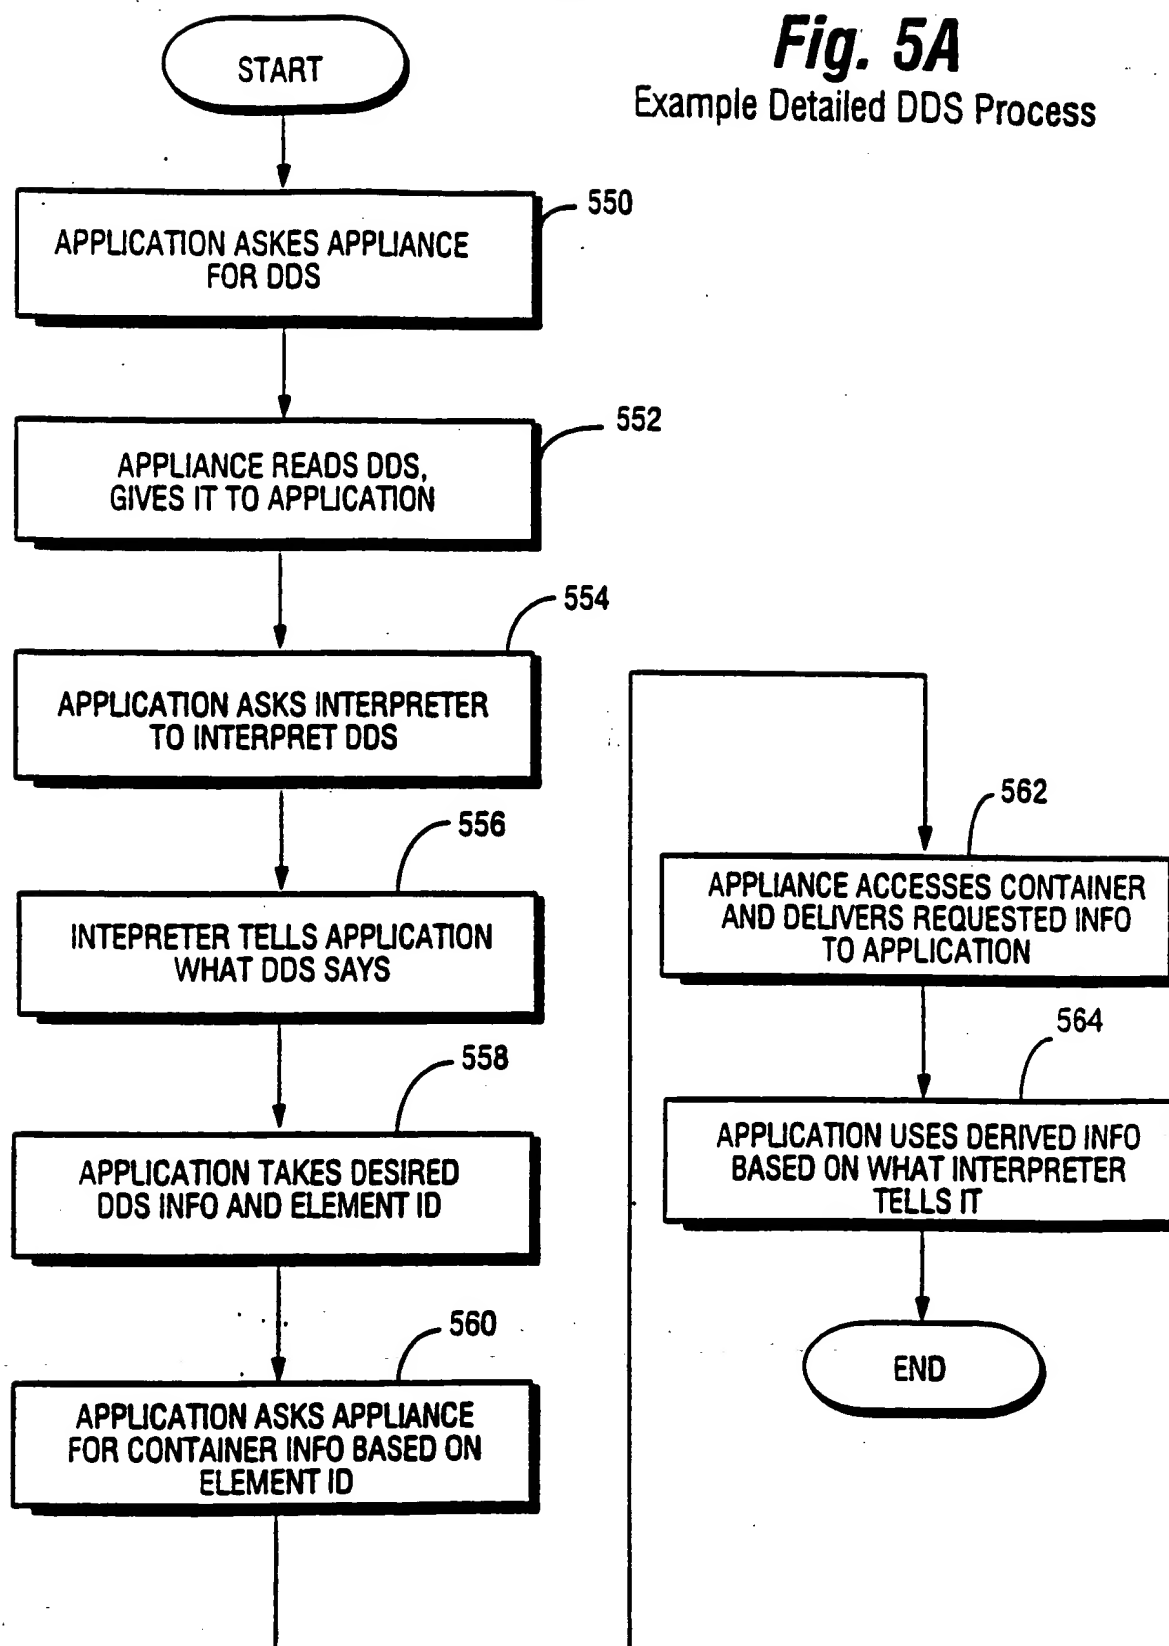 Fig. 5A
Example Detailed DDS Process
START
550
APPLICATION ASKES APPLIANCE
FOR DDS
552
APPLIANCE READS DDS,
GIVES IT TO APPLICATION
554
APPLICATION ASKS INTERPRETER
TO INTERPRET DDS
556
INTEPRETER TELLS APPLICATION
WHAT DDS SAYS
558
APPLICATION TAKES DESIRED
DDS INFO AND ELEMENT ID
560
APPLICATION ASKS APPLIANCE
FOR CONTAINER INFO BASED ON
ELEMENT ID
562
APPLIANCE ACCESSES CONTAINER
AND DELIVERS REQUESTED INFO
TO APPLICATION
564
APPLICATION USES DERIVED INFO
BASED ON WHAT INTERPRETER
TELLS IT
END